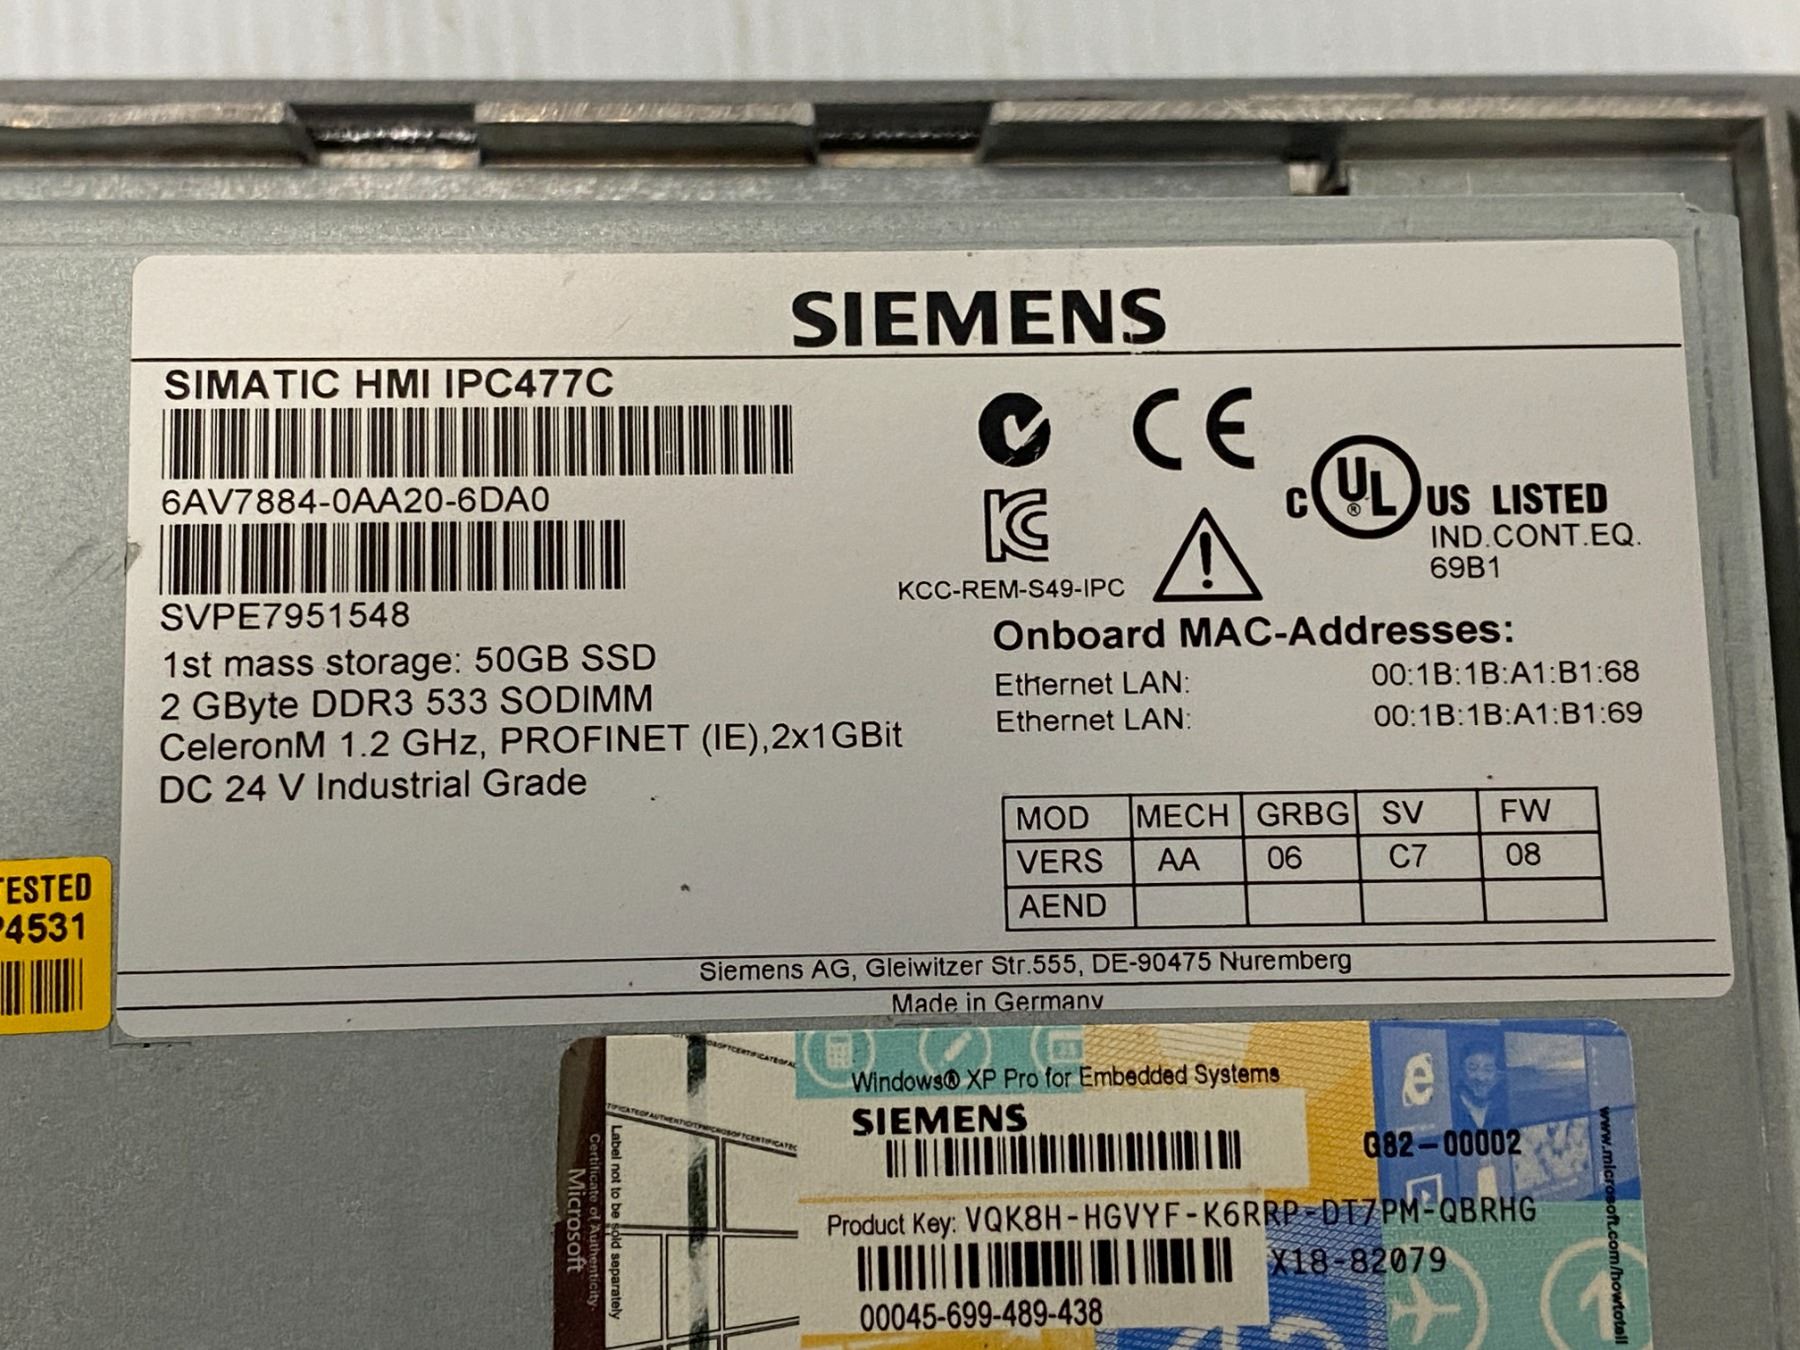 SIEMENS
SIMATIC HMI IPC477C
6AV7884-0AA20-6DA0
SVPE7951548
1st mass storage: 50GB SSD
2 GByte DDR3 533 SODIMM
CeleronM 1.2 GHz, PROFINET (IE),2x1GBit
DC 24 V Industrial Grade
CE
KCC-REM-S49-IPC
C UL ® US LISTED
IND.CONT.EQ.
69B1
Onboard MAC-Addresses:
Ethernet LAN: 00:1B:1B:A1:B1:68
Ethernet LAN: 00:1B:1B:A1:B1:69
MOD MECH GRBG SV FW
VERS AA 06 C7 08
AEND
Siemens AG, Gleiwitzer Str.555, DE-90475 Nuremberg
Made in Germany
TESTED
P4531
Windows® XP Pro for Embedded Systems
SIEMENS
G82-00002
Product Key: VQK8H-HGVYF-K6RRP-DT7PM-QBRHG
X18-82079
00045-699-489-438
Label not to be sold separately
Certificate of Authenticity.
Microsoft
www.microsoft.com/howtotell